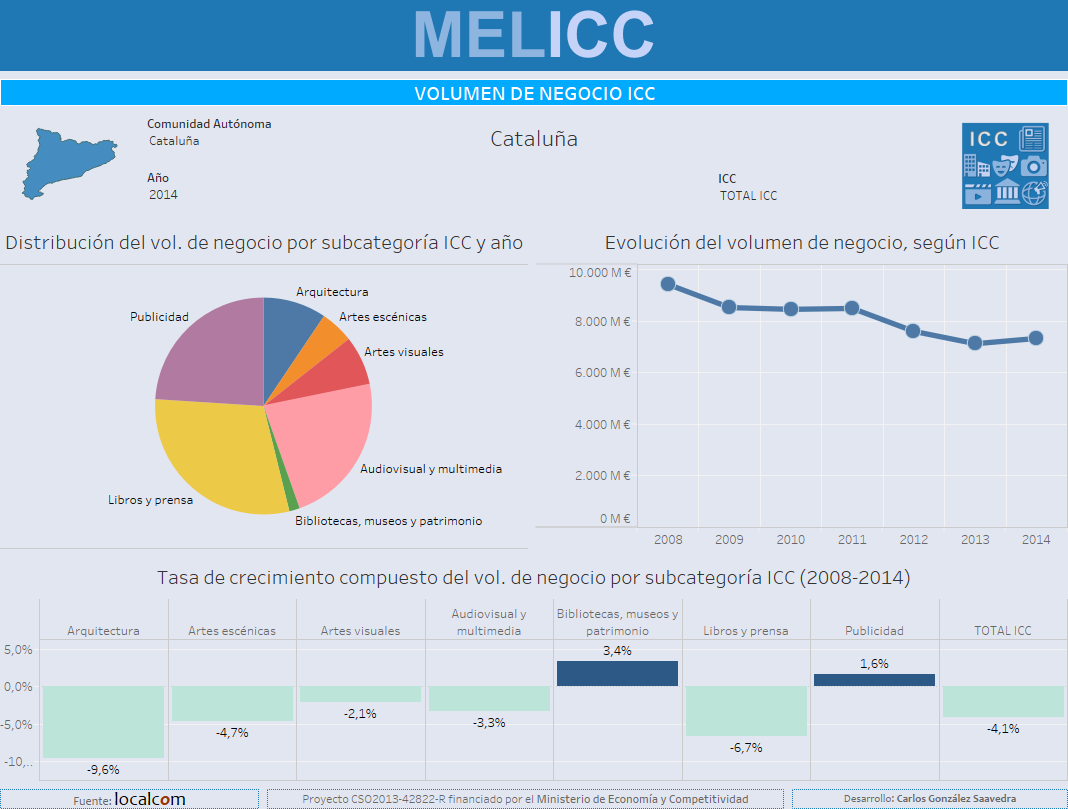 MELICC
VOLUMEN DE NEGOCIO ICC
Comunidad Autónoma
Cataluña
Año
2014
Cataluña
ICC
TOTAL ICC
ICC
Distribución del vol. de negocio por subcategoría ICC y año
Arquitectura
Artes escénicas
Artes visuales
Audiovisual y multimedia
Bibliotecas, museos y patrimonio
Libros y prensa
Publicidad
Evolución del volumen de negocio, según ICC
10.000 M €
8.000 M €
6.000 M €
4.000 M €
2.000 M €
0 M €
2008 2009 2010 2011 2012 2013 2014
Tasa de crecimiento compuesto del vol. de negocio por subcategoría ICC (2008-2014)
Arquitectura
Artes escénicas
Artes visuales
Audiovisual y
multimedia
Bibliotecas, museos y
patrimonio
Libros y prensa
Publicidad
TOTAL ICC
5,0%
0,0%
-5,0%
-10,..
-9,6%
-4,7%
-2,1%
-3,3%
3,4%
-6,7%
1,6%
-4,1%
Fuente: localcom
Proyecto CSO2013-42822-R financiado por el Ministerio de Economía y Competitividad
Desarrollo: Carlos González Saavedra